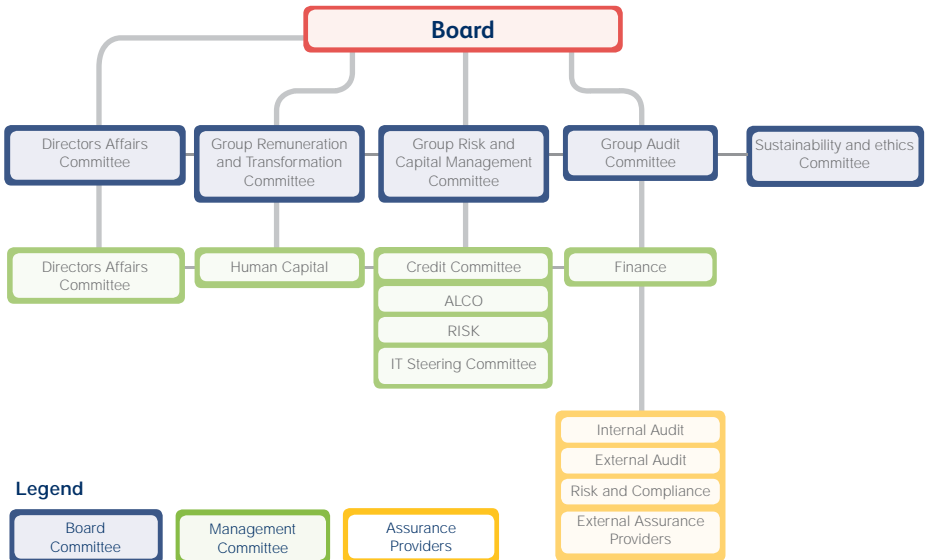 Board
Directors Affairs
Committee
Group Remuneration
and Transformation
Committee
Group Risk and
Capital Management
Committee
Group Audit
Committee
Sustainability and ethics
Committee
Directors Affairs
Committee
Human Capital
Credit Committee
ALCO
RISK
IT Steering Committee
Finance
Internal Audit
External Audit
Risk and Compliance
External Assurance
Providers
Legend
Board
Committee
Management
Committee
Assurance
Providers